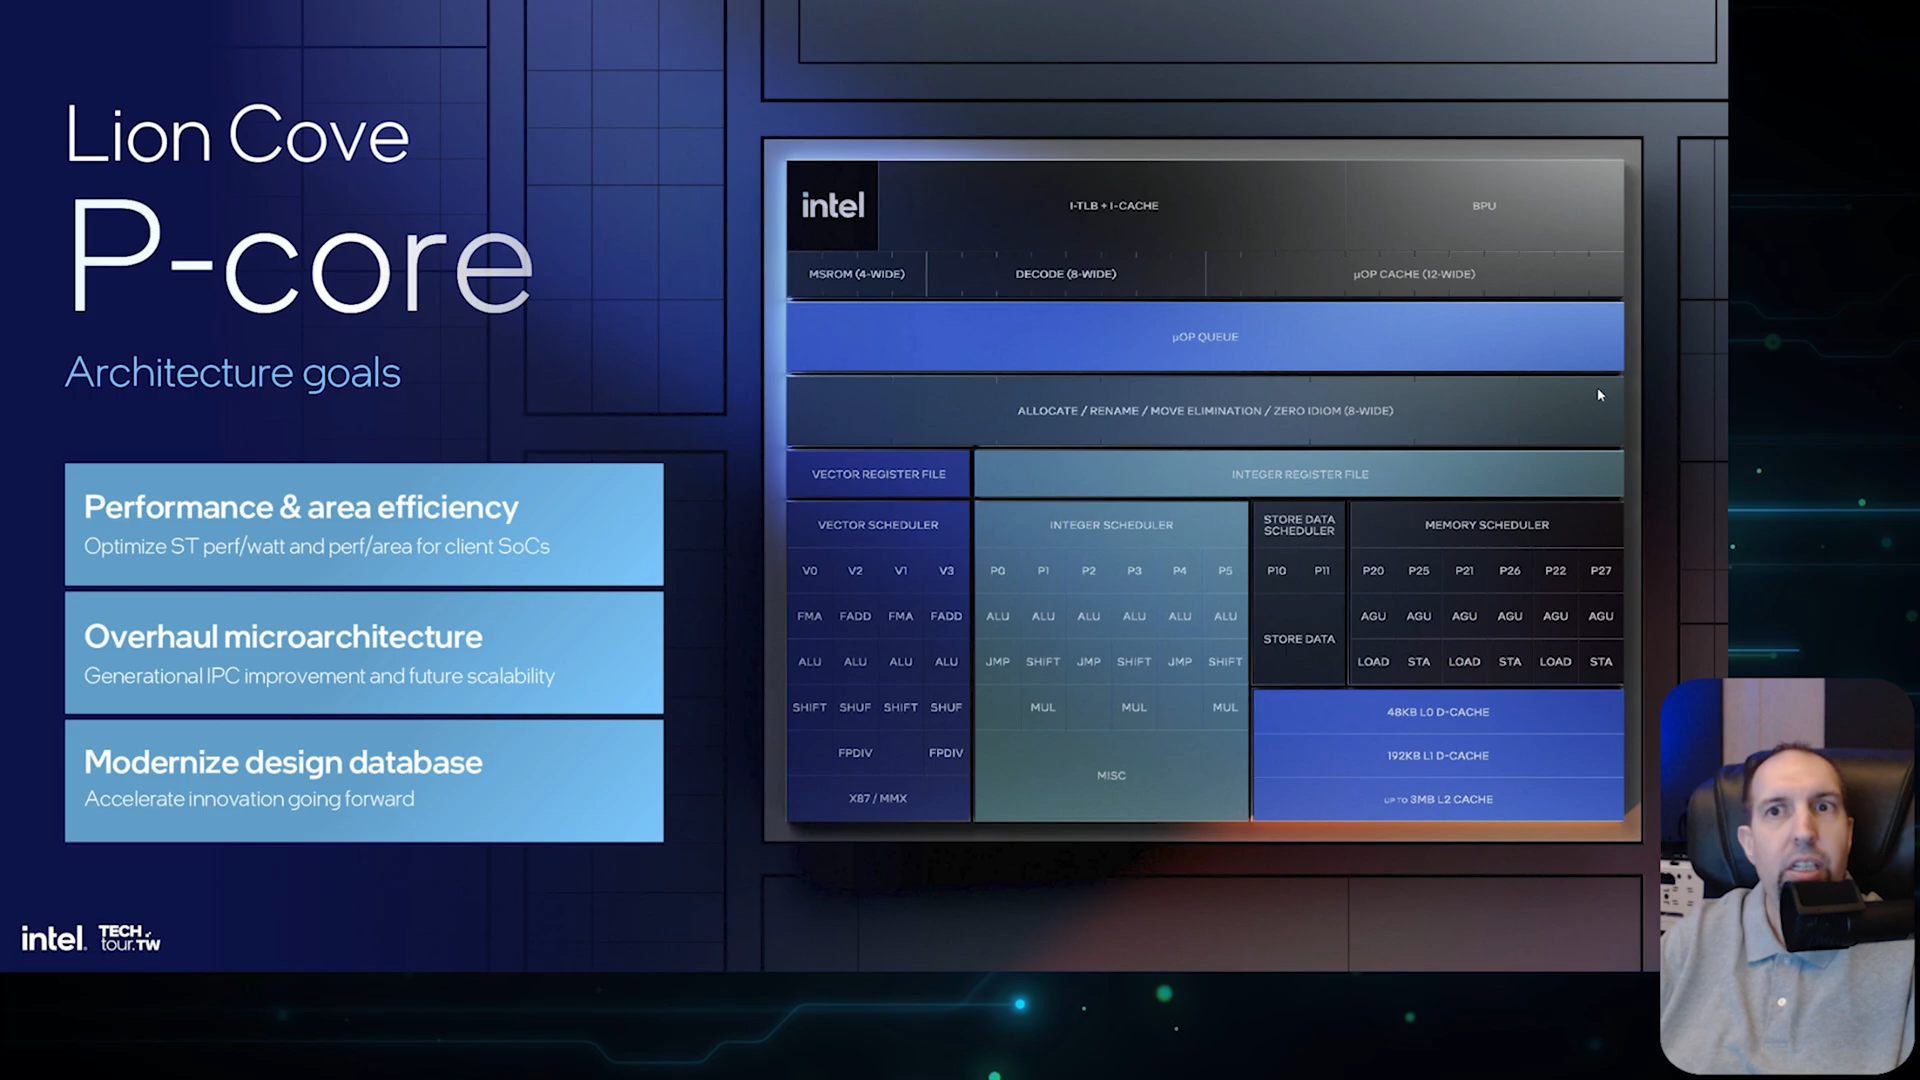 Lion Cove
P-core
Architecture goals
Performance & area efficiency
Optimize ST perf/watt and perf/area for client SoCs
Overhaul microarchitecture
Generational IPC improvement and future scalability
Modernize design database
Accelerate innovation going forward
intel. TECH
tour.TW
intel I-TLB + I-CACHE BPU
MSROM (4-WIDE) DECODE (8-WIDE) µOP CACHE (12-WIDE)
µOP QUEUE
ALLOCATE / RENAME / MOVE ELIMINATION / ZERO IDIOM (8-WIDE)
VECTOR REGISTER FILE INTEGER REGISTER FILE
VECTOR SCHEDULER
V0 V2 V1 V3
FMA FADD FMA FADD
ALU ALU ALU ALU
SHIFT SHUF SHIFT SHUF
FPDIV FPDIV
X87 / MMX
INTEGER SCHEDULER
P0 P1 P2 P3 P4 P5
ALU ALU ALU ALU ALU ALU
JMP SHIFT JMP SHIFT JMP SHIFT
MUL MUL MUL
MISC
STORE DATA
SCHEDULER
P10 P11
STORE DATA
MEMORY SCHEDULER
P20 P25 P21 P26 P22 P27
AGU AGU AGU AGU AGU AGU
LOAD STA LOAD STA LOAD STA
48KB L0 D-CACHE
192KB L1 D-CACHE
UP TO 3MB L2 CACHE